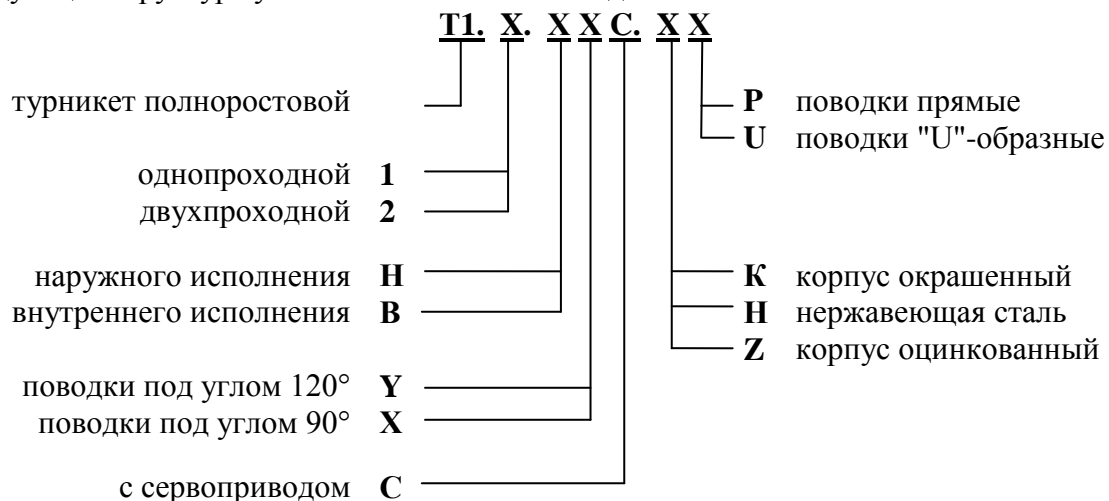 Т1. Х. Х Х С. Х Х
турникет полноростовой
Р поводки прямые
U поводки "U"-образные
однопроходной 1
двухпроходной 2
наружного исполнения Н
внутреннего исполнения В
К корпус окрашенный
Н нержавеющая сталь
Z корпус оцинкованный
поводки под углом 120° Y
поводки под углом 90° X
с сервоприводом С